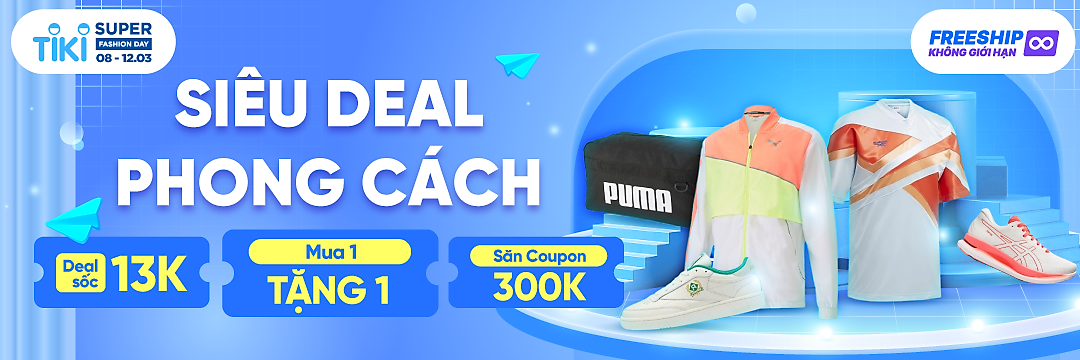 TIKI
SUPER
FASHION DAY
08 - 12.03
FREESHIP
KHÔNG GIỚI HẠN
SIÊU DEAL
PHONG CÁCH
Deal
sốc
13K
Mua 1
TẶNG 1
Săn Coupon
300K
PUMA